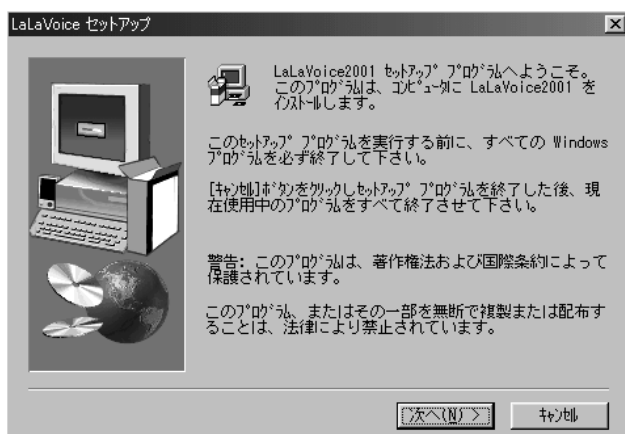 LaLaVoice セットアップ
LaLaVoice2001 ｾｯﾄｱｯﾌﾟ ﾌﾟﾛｸﾞﾗﾑへようこそ。
このﾌﾟﾛｸﾞﾗﾑは、ｺﾝﾋﾟｭｰﾀに LaLaVoice2001 を
ｲﾝｽﾄｰﾙします。
このｾｯﾄｱｯﾌﾟ ﾌﾟﾛｸﾞﾗﾑを実行する前に、すべての Windows
ﾌﾟﾛｸﾞﾗﾑを必ず終了して下さい。
[ｷｬﾝｾﾙ]ﾎﾞﾀﾝをｸﾘｯｸしｾｯﾄｱｯﾌﾟ ﾌﾟﾛｸﾞﾗﾑを終了した後、現
在使用中のﾌﾟﾛｸﾞﾗﾑをすべて終了させて下さい。
警告: このﾌﾟﾛｸﾞﾗﾑは、著作権法および国際条約によって
保護されています。
このﾌﾟﾛｸﾞﾗﾑ、またはその一部を無断で複製または配布す
ることは、法律により禁止されています。
次へ(N) >
ｷｬﾝｾﾙ